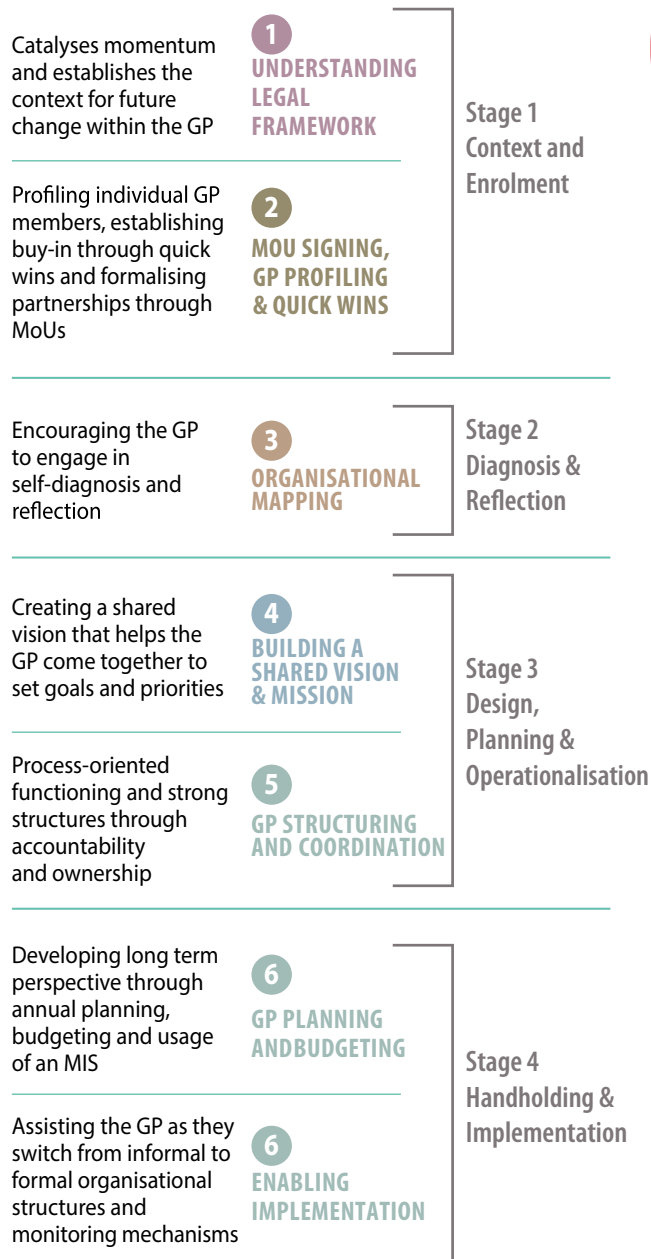 Catalyses momentum
and establishes the
context for future
change within the GP
1
UNDERSTANDING
LEGAL
FRAMEWORK
Profiling individual GP
members, establishing
buy-in through quick
wins and formalising
partnerships through
MoUs
2
MOU SIGNING,
GP PROFILING
& QUICK WINS
Stage 1
Context and
Enrolment
Encouraging the GP
to engage in
self-diagnosis and
reflection
3
ORGANISATIONAL
MAPPING
Stage 2
Diagnosis &
Reflection
Creating a shared
vision that helps the
GP come together to
set goals and priorities
4
BUILDING A
SHARED VISION
& MISSION
Process-oriented
functioning and strong
structures through
accountability
and ownership
5
GP STRUCTURING
AND COORDINATION
Stage 3
Design,
Planning &
Operationalisation
Developing long term
perspective through
annual planning,
budgeting and usage
of an MIS
6
GP PLANNING
ANDBUDGETING
Assisting the GP as they
switch from informal to
formal organisational
structures and
monitoring mechanisms
6
ENABLING
IMPLEMENTATION
Stage 4
Handholding &
Implementation